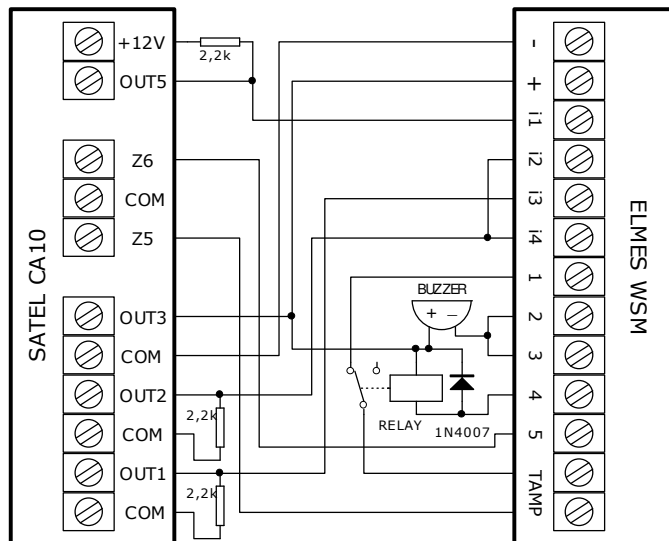 SATEL CA10
+12V
OUT5
Z6
COM
Z5
OUT3
COM
OUT2
COM
OUT1
COM
2,2k
2,2k
2,2k
BUZZER
+ −
RELAY
1N4007
-
+
i1
i2
i3
i4
1
2
3
4
5
TAMP
ELMES WSM